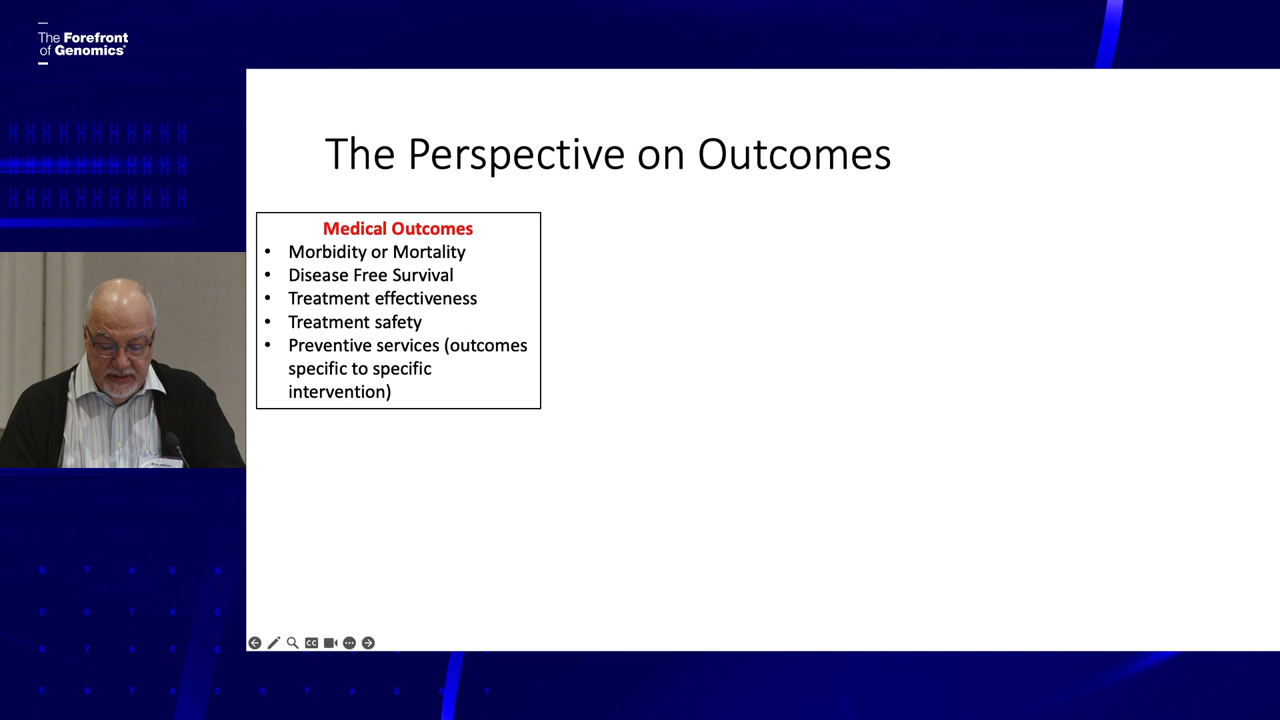 The Forefront
of Genomics®
The Perspective on Outcomes
Medical Outcomes
• Morbidity or Mortality
• Disease Free Survival
• Treatment effectiveness
• Treatment safety
• Preventive services (outcomes
specific to specific
intervention)
CC